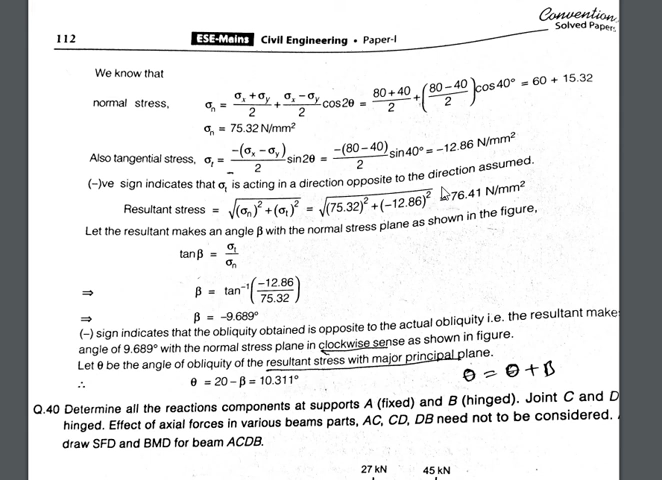 Convention
Solved Paper
112 ESE-Mains Civil Engineering • Paper-I
We know that
normal stress, σn = (σx + σy)/2 + (σx − σy)/2 cos2θ = (80 + 40)/2 + ((80 − 40)/2) cos 40° = 60 + 15.32
σn = 75.32 N/mm²
Also tangential stress, σt = −(σx − σy)/2 sin2θ = −(80 − 40)/2 sin 40° = −12.86 N/mm²
(−)ve sign indicates that σt is acting in a direction opposite to the direction assumed.
Resultant stress = √((σn)² + (σt)²) = √((75.32)² + (−12.86)²) 76.41 N/mm²
Let the resultant makes an angle β with the normal stress plane as shown in the figure,
tanβ = σt/σn
⇒ β = tan⁻¹(−12.86/75.32)
⇒ β = −9.689°
(−) sign indicates that the obliquity obtained is opposite to the actual obliquity i.e. the resultant make
angle of 9.689° with the normal stress plane in clockwise sense as shown in figure.
Let θ be the angle of obliquity of the resultant stress with major principal plane.
∴ θ = 20 − β = 10.311°
θ = θ + β
Q.40 Determine all the reactions components at supports A (fixed) and B (hinged). Joint C and D
hinged. Effect of axial forces in various beams parts, AC, CD, DB need not to be considered.
draw SFD and BMD for beam ACDB.
27 kN 45 kN